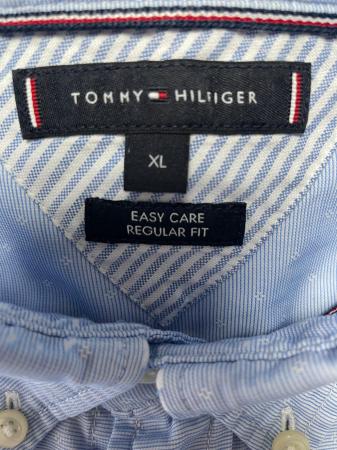 TOMMY HILFIGER
XL
EASY CARE
REGULAR FIT